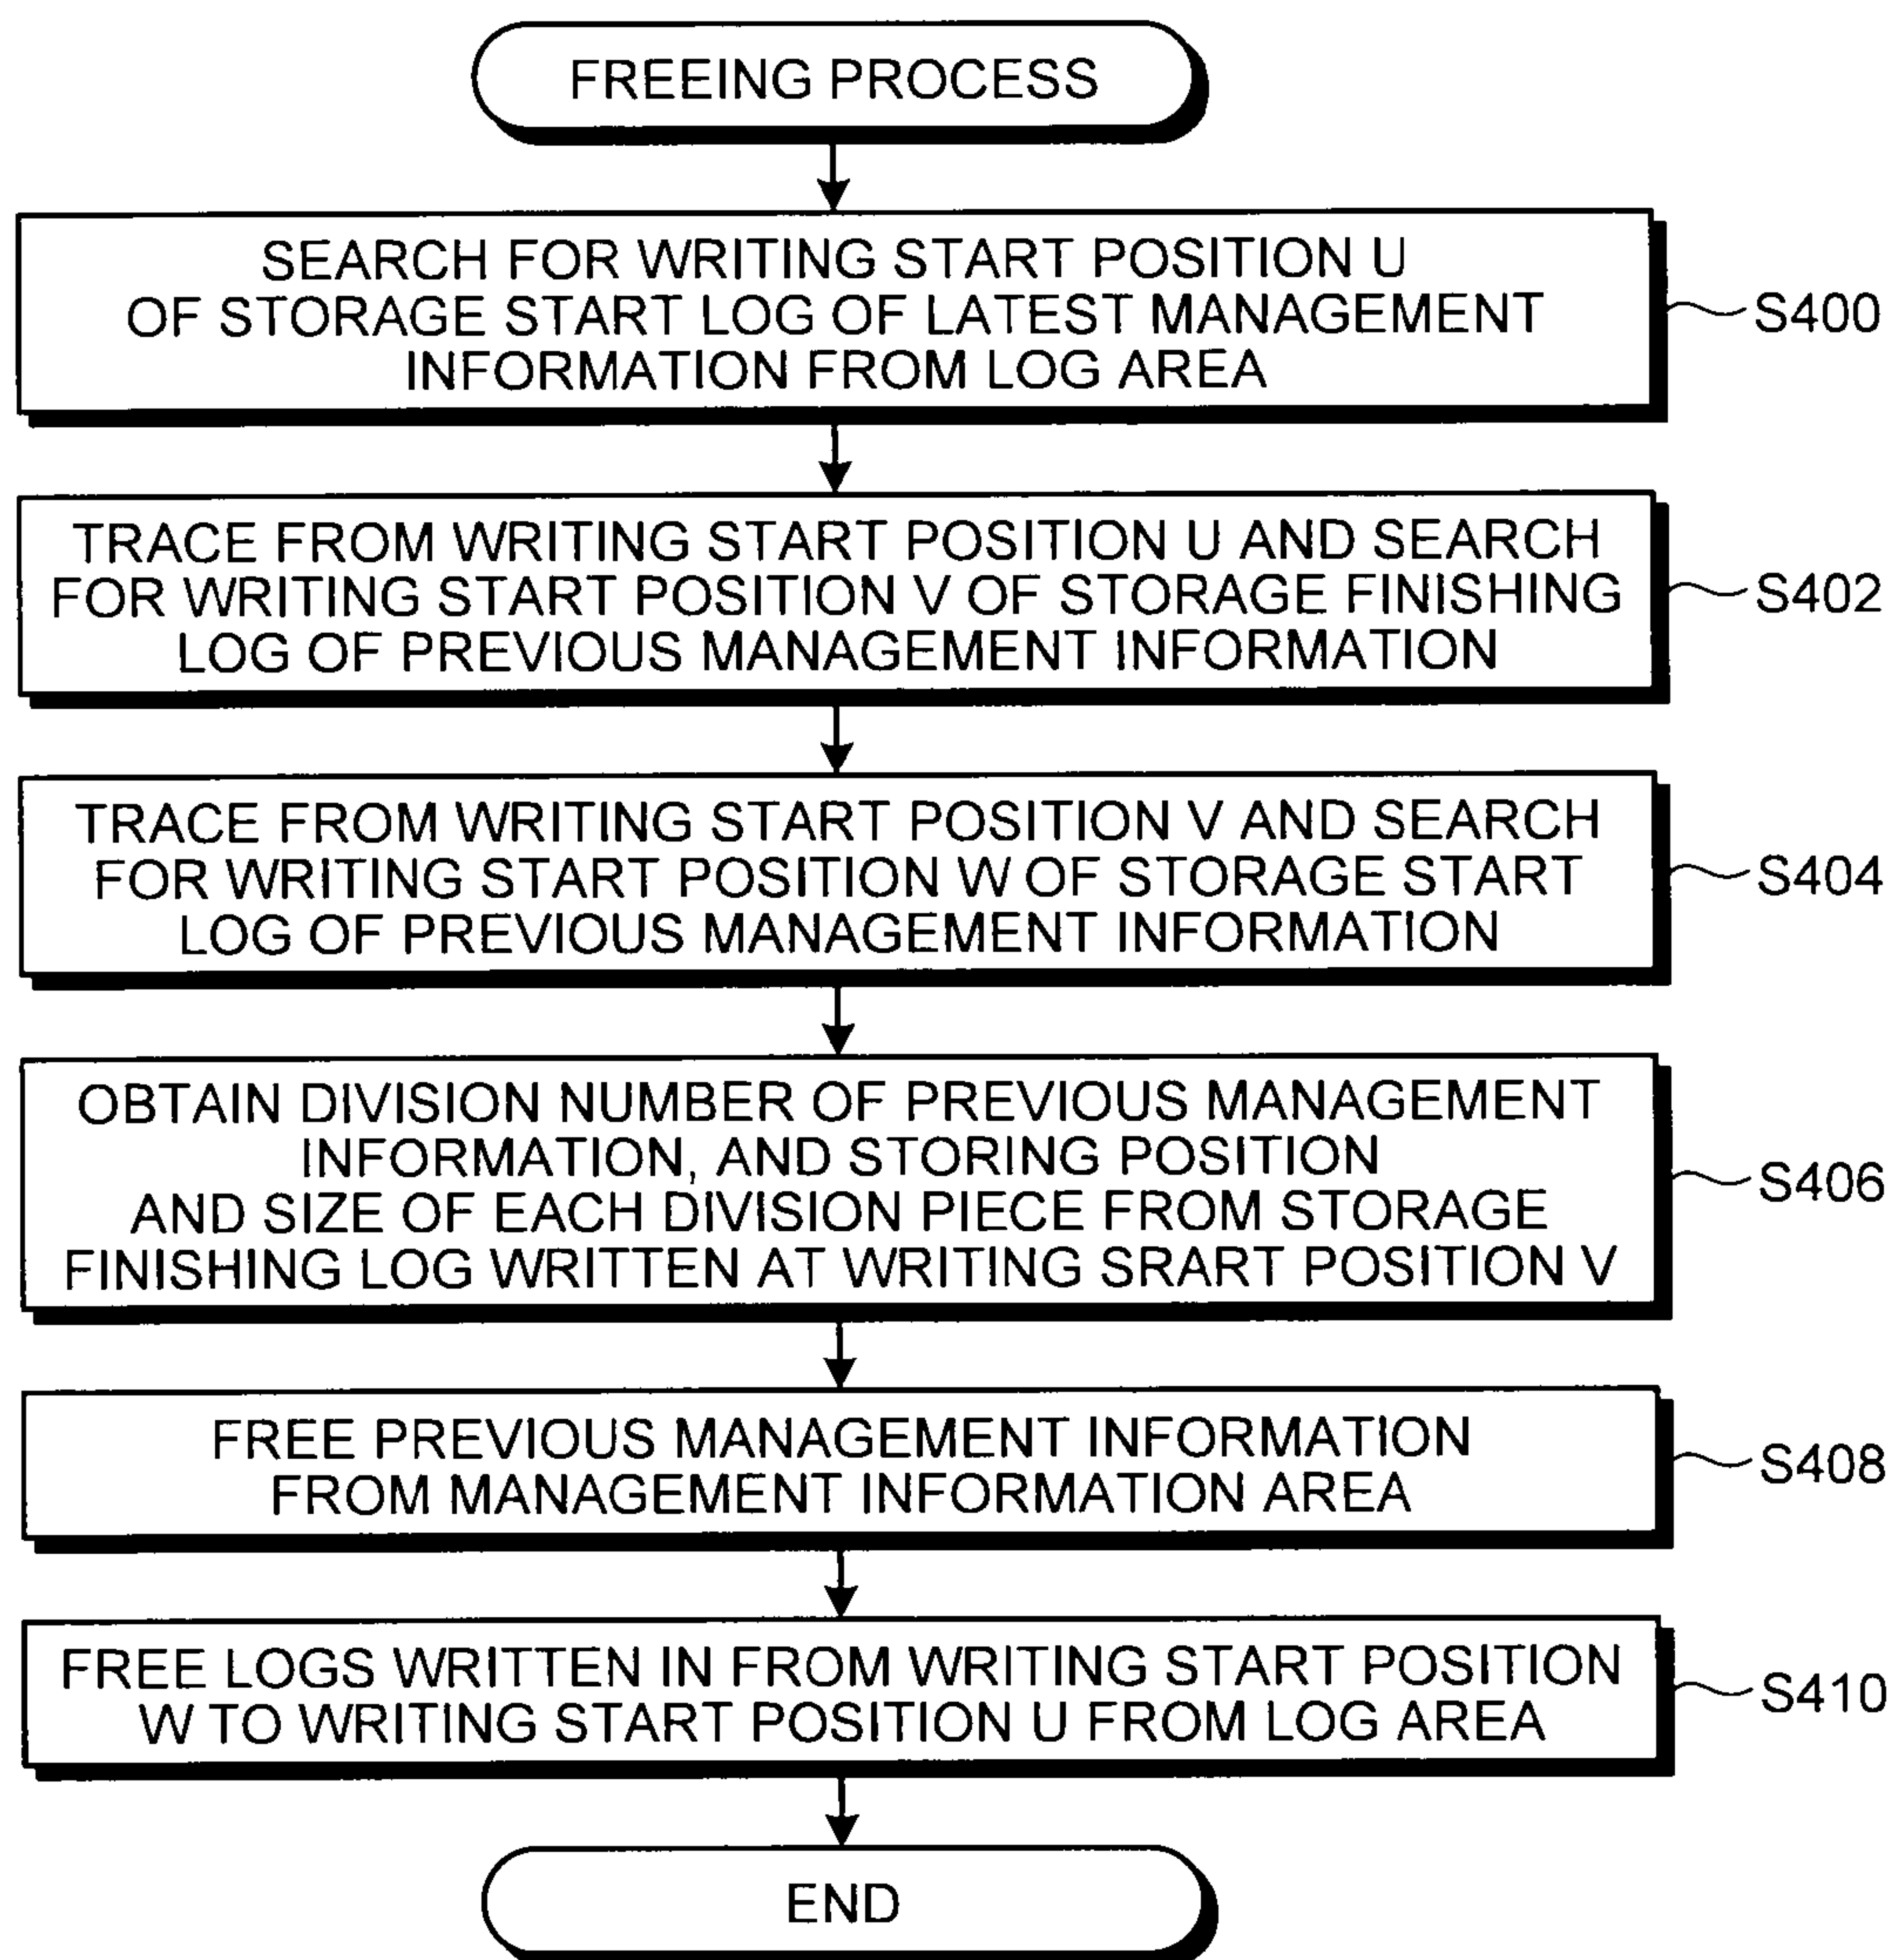 FREEING PROCESS
SEARCH FOR WRITING START POSITION U
OF STORAGE START LOG OF LATEST MANAGEMENT
INFORMATION FROM LOG AREA
S400
TRACE FROM WRITING START POSITION U AND SEARCH
FOR WRITING START POSITION V OF STORAGE FINISHING
LOG OF PREVIOUS MANAGEMENT INFORMATION
S402
TRACE FROM WRITING START POSITION V AND SEARCH
FOR WRITING START POSITION W OF STORAGE START
LOG OF PREVIOUS MANAGEMENT INFORMATION
S404
OBTAIN DIVISION NUMBER OF PREVIOUS MANAGEMENT
INFORMATION, AND STORING POSITION
AND SIZE OF EACH DIVISION PIECE FROM STORAGE
FINISHING LOG WRITTEN AT WRITING SRART POSITION V
S406
FREE PREVIOUS MANAGEMENT INFORMATION
FROM MANAGEMENT INFORMATION AREA
S408
FREE LOGS WRITTEN IN FROM WRITING START POSITION
W TO WRITING START POSITION U FROM LOG AREA
S410
END